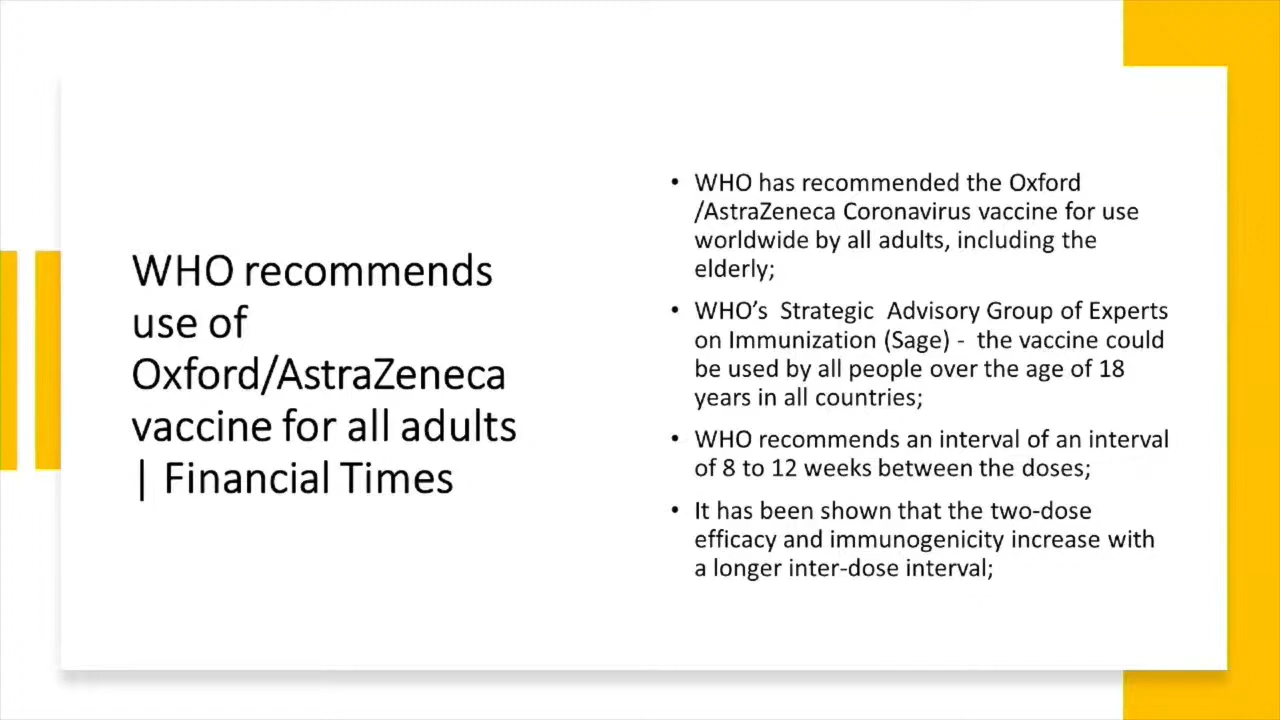 WHO recommends
use of
Oxford/AstraZeneca
vaccine for all adults
| Financial Times
• WHO has recommended the Oxford
/AstraZeneca Coronavirus vaccine for use
worldwide by all adults, including the
elderly;
• WHO’s Strategic Advisory Group of Experts
on Immunization (Sage) - the vaccine could
be used by all people over the age of 18
years in all countries;
• WHO recommends an interval of an interval
of 8 to 12 weeks between the doses;
• It has been shown that the two-dose
efficacy and immunogenicity increase with
a longer inter-dose interval;